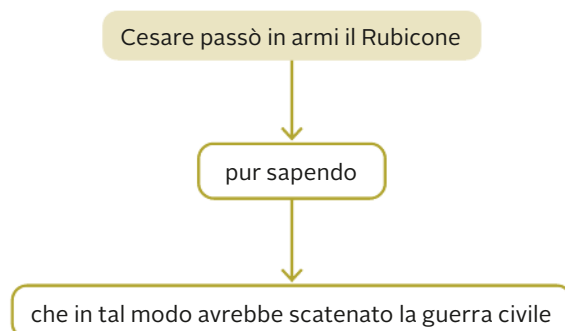 Cesare passò in armi il Rubicone
pur sapendo
che in tal modo avrebbe scatenato la guerra civile